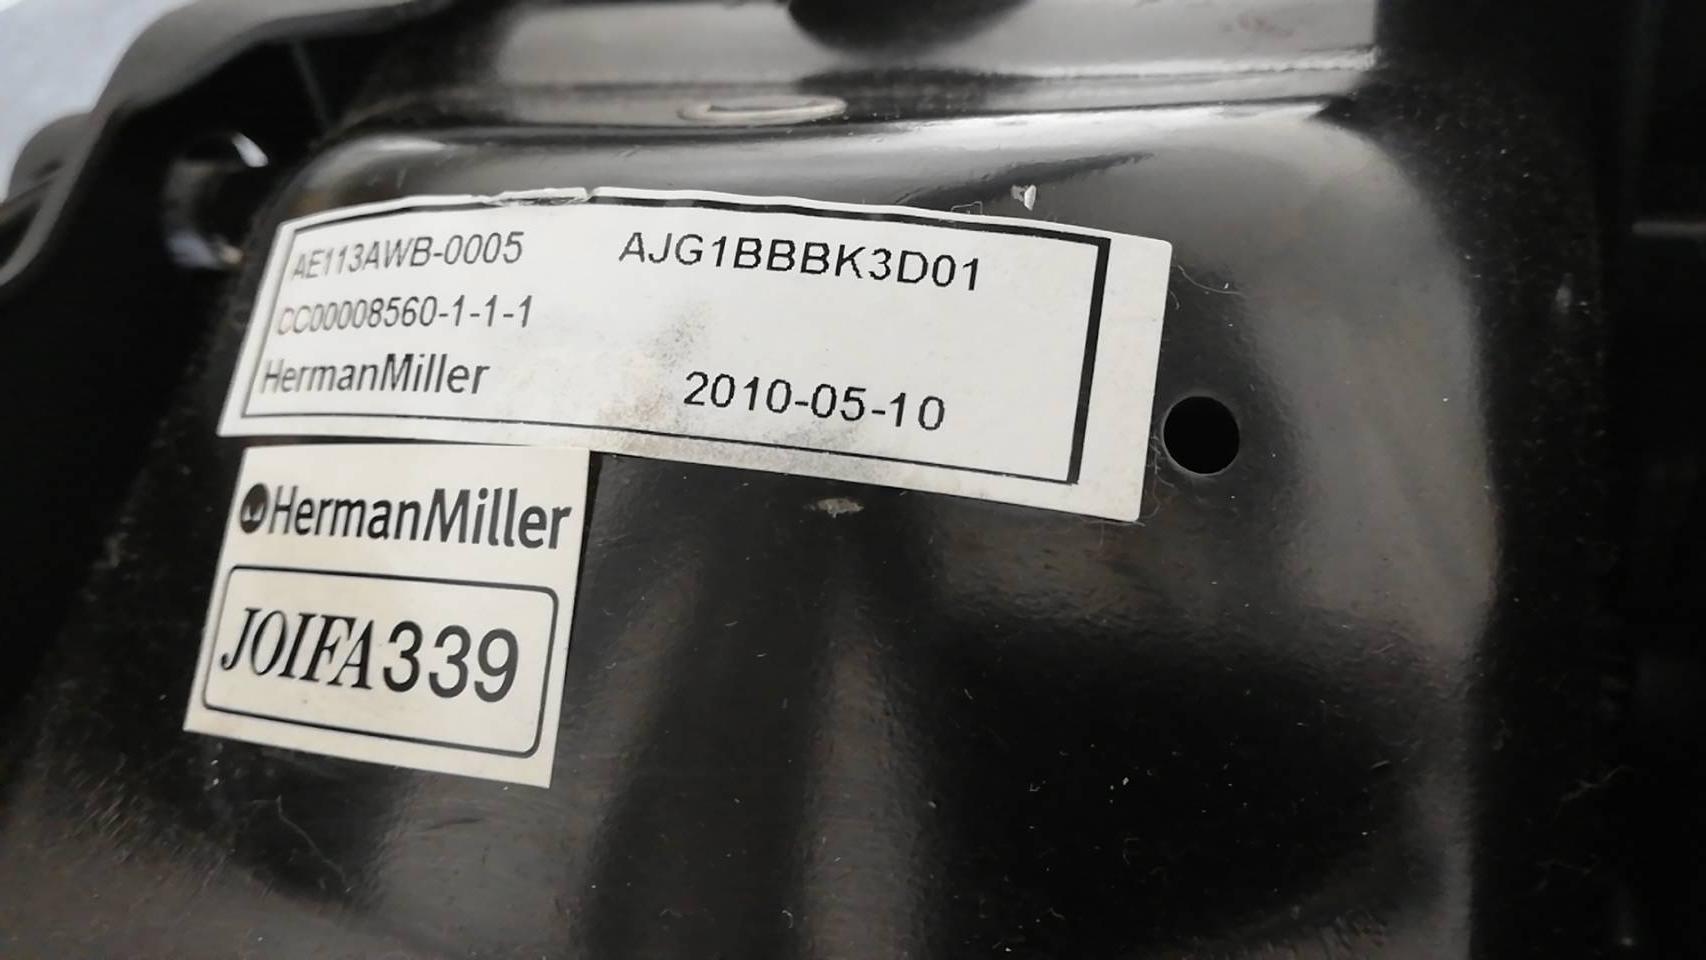 AE113AWB-0005 AJG1BBBK3D01
CC00008560-1-1-1
HermanMiller 2010-05-10
HermanMiller
JOIFA339